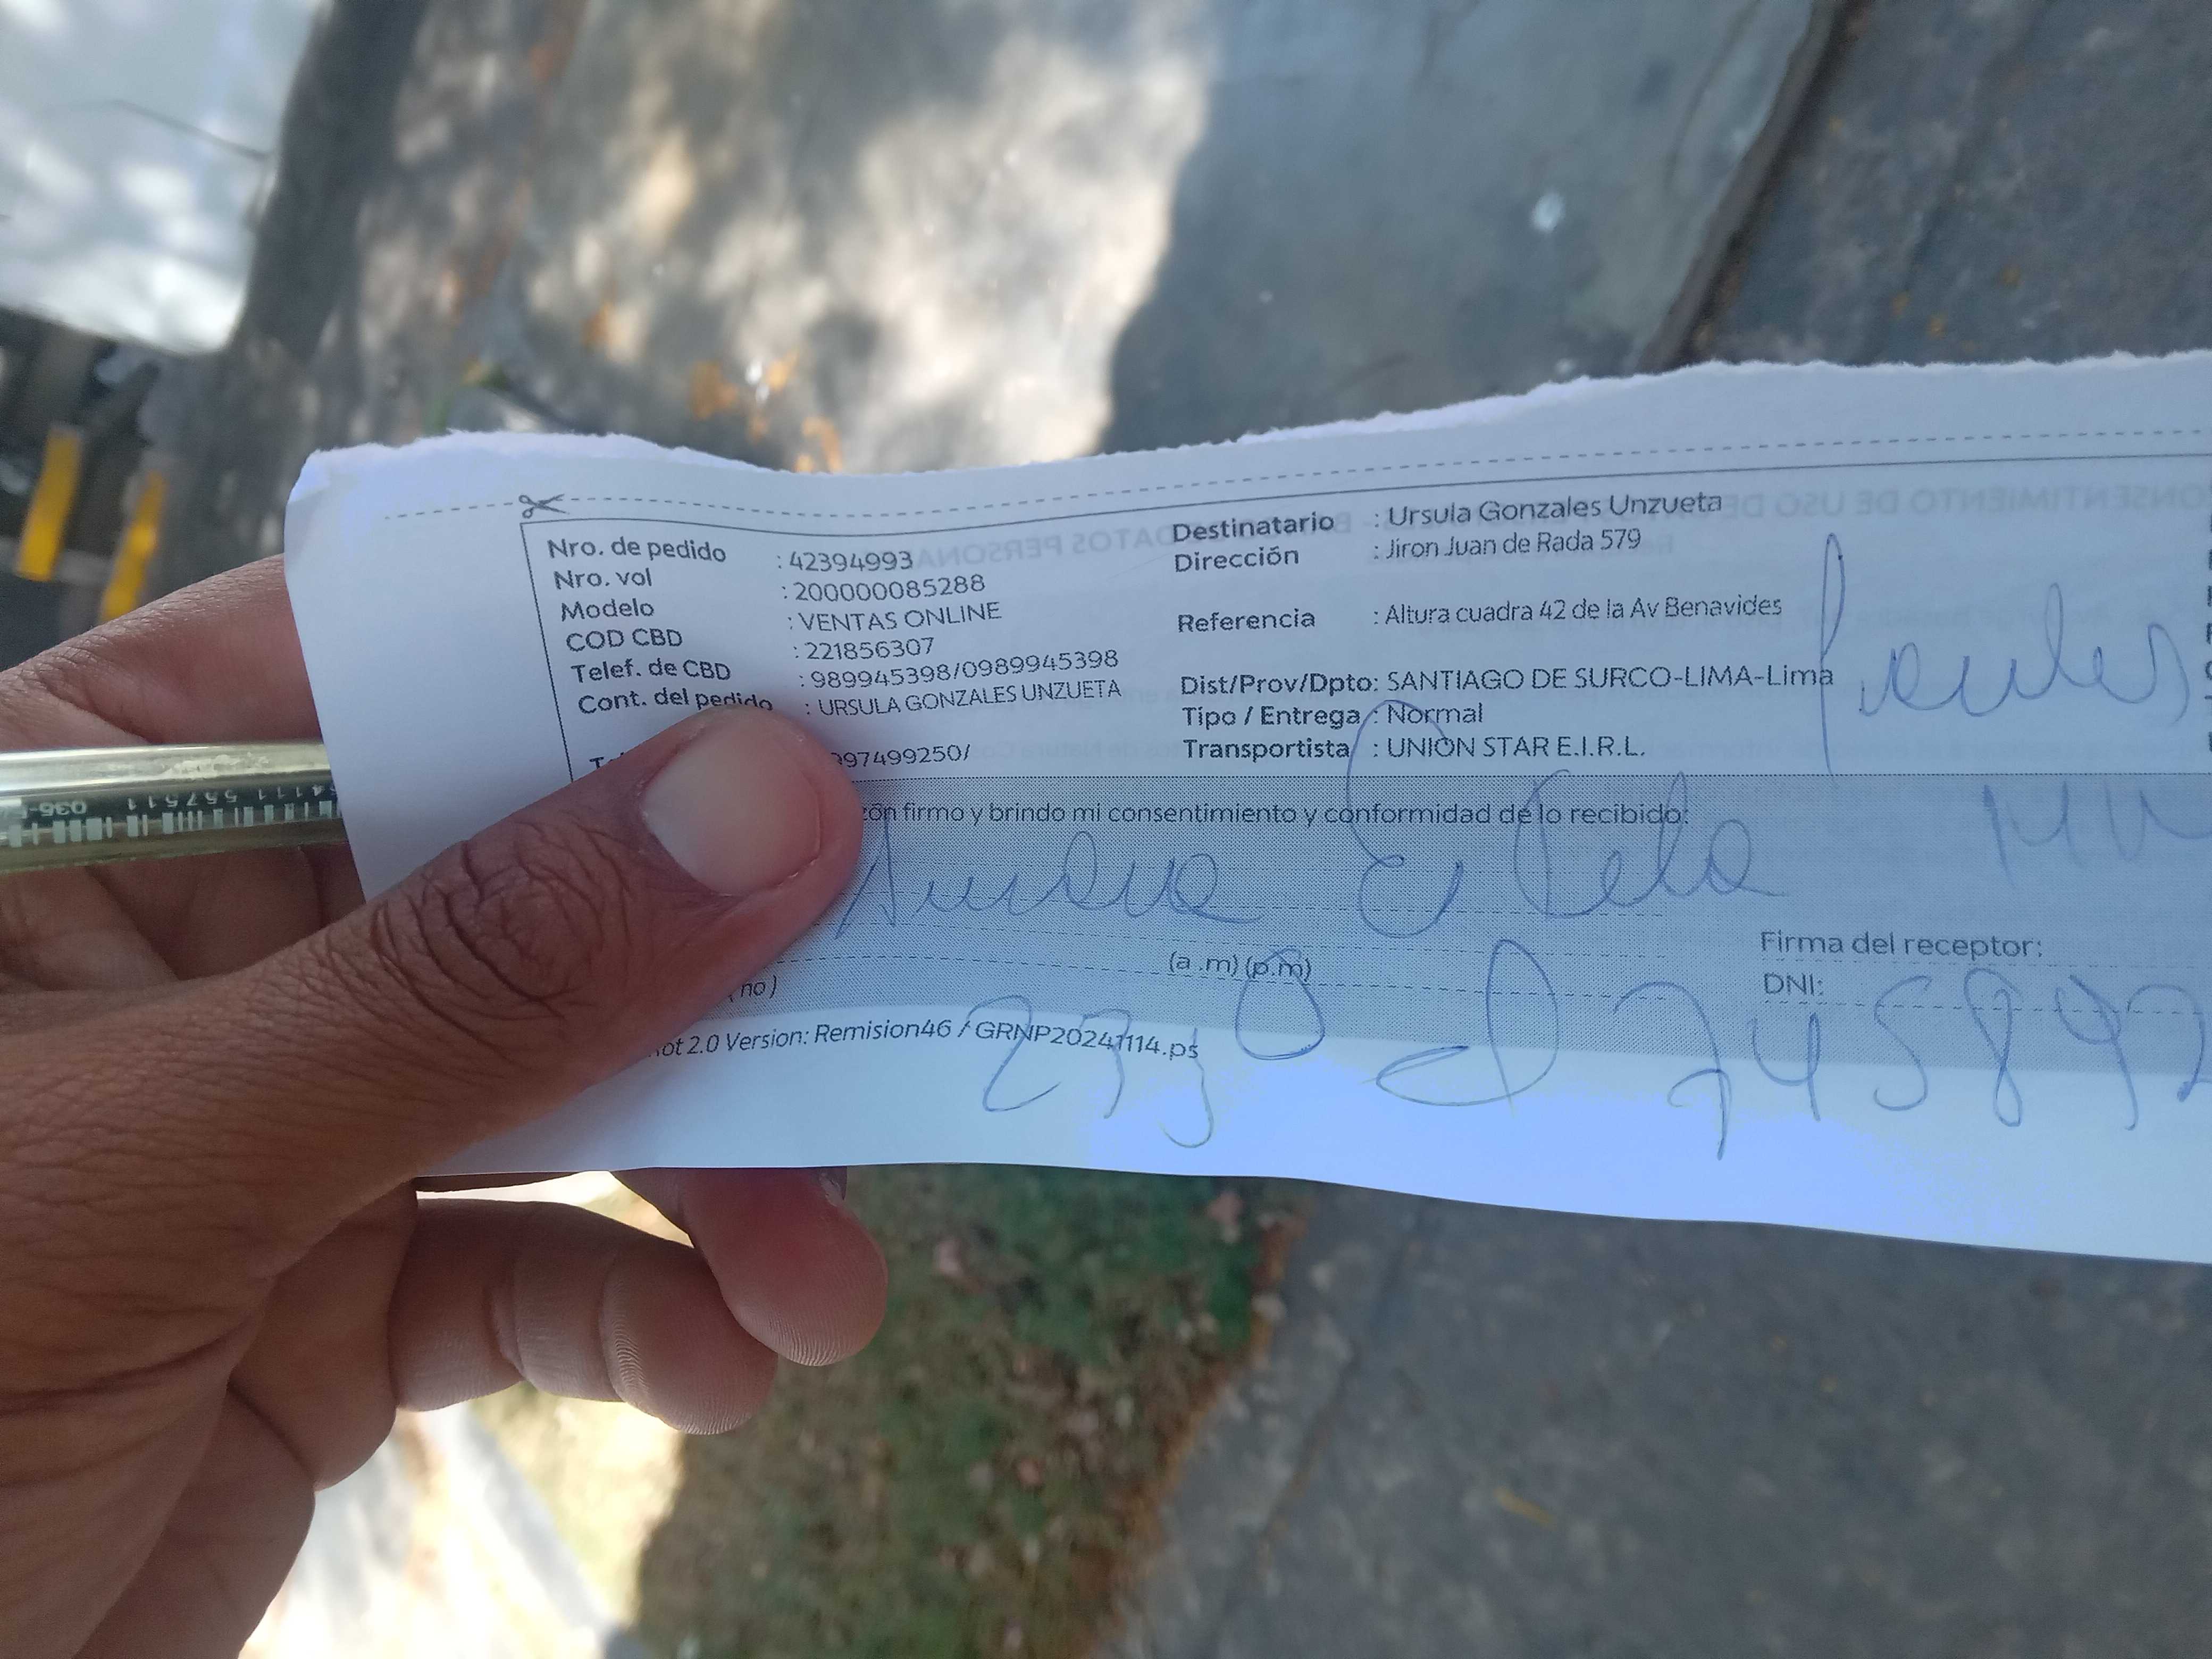 Nro. de pedido : 42394993
Nro. vol : 200000085288
Modelo : VENTAS ONLINE
COD CBD : 221856307
Telef. de CBD : 989945398/0989945398
Cont. del pedido : URSULA GONZALES UNZUETA
97499250/
Destinatario : Ursula Gonzales Unzueta
Dirección : Jiron Juan de Rada 579
Referencia : Altura cuadra 42 de la Av Benavides
Dist/Prov/Dpto: SANTIAGO DE SURCO-LIMA-Lima
Tipo / Entrega : Normal
Transportista : UNION STAR E.I.R.L.
firmo y brindo mi consentimiento y conformidad de lo recibido:
(a.m) (p.m)
Firma del receptor:
DNI:
no )
2.0 Version: Remision46 / GRNP20241114.ps